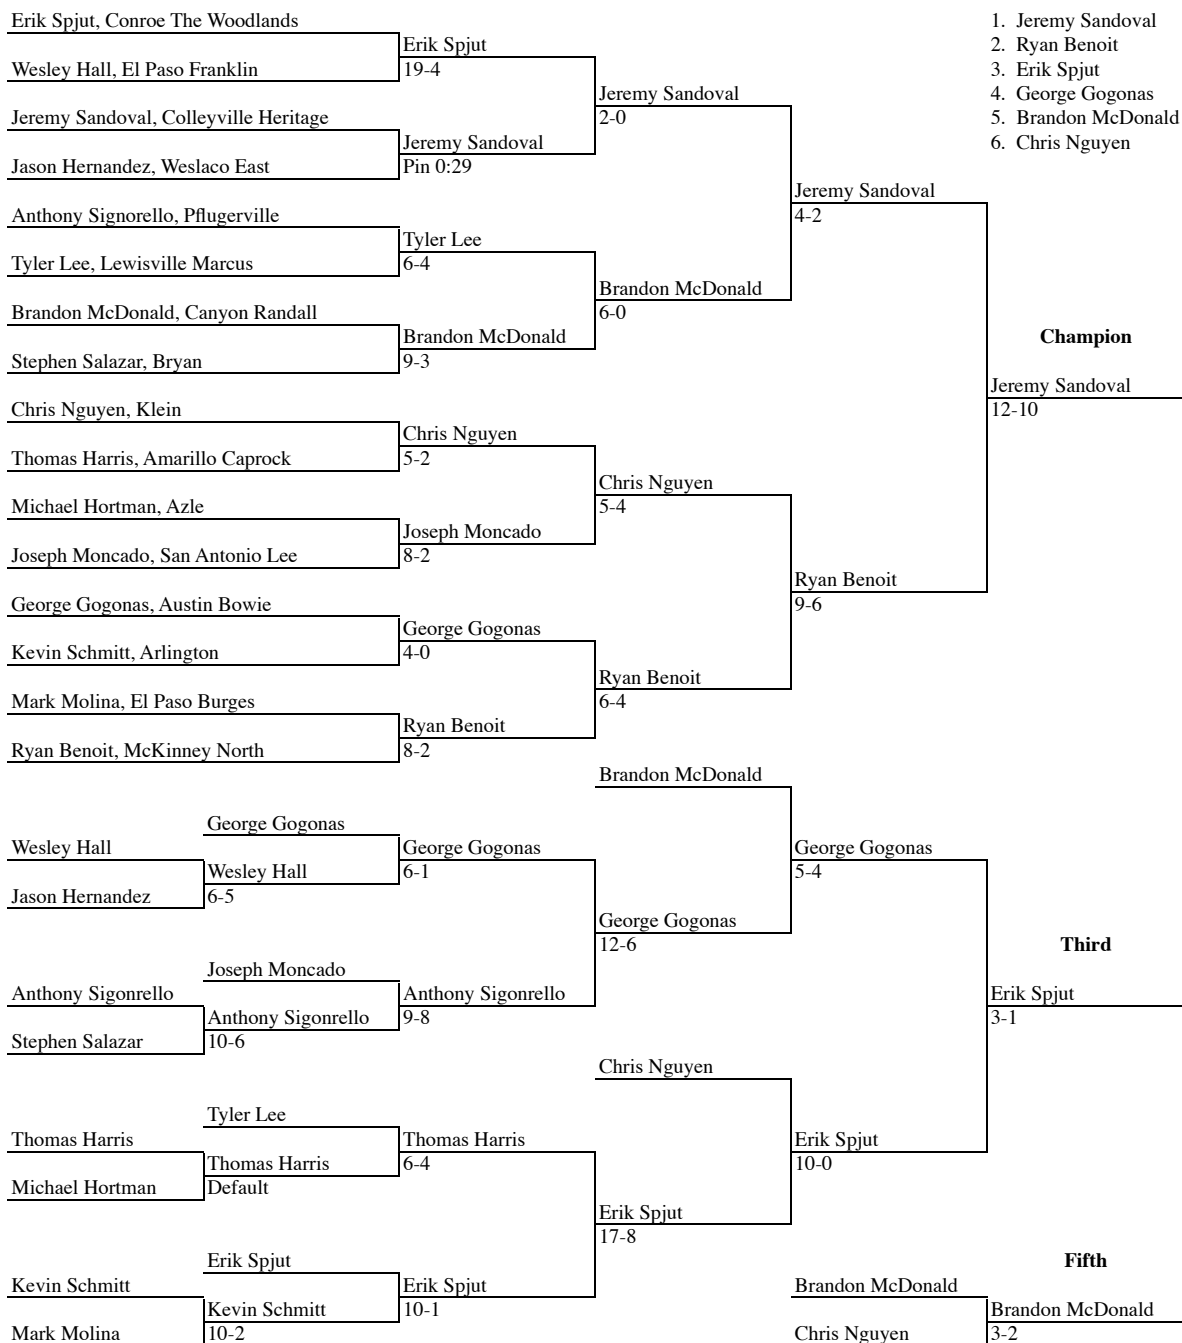 Erik Spjut, Conroe The Woodlands
Wesley Hall, El Paso Franklin
Jeremy Sandoval, Colleyville Heritage
Jason Hernandez, Weslaco East
Anthony Signorello, Pflugerville
Tyler Lee, Lewisville Marcus
Brandon McDonald, Canyon Randall
Stephen Salazar, Bryan
Chris Nguyen, Klein
Thomas Harris, Amarillo Caprock
Michael Hortman, Azle
Joseph Moncado, San Antonio Lee
George Gogonas, Austin Bowie
Kevin Schmitt, Arlington
Mark Molina, El Paso Burges
Ryan Benoit, McKinney North
Erik Spjut
19-4
Jeremy Sandoval
Pin 0:29
Tyler Lee
6-4
Brandon McDonald
9-3
Chris Nguyen
5-2
Joseph Moncado
8-2
George Gogonas
4-0
Ryan Benoit
8-2
Jeremy Sandoval
2-0
Brandon McDonald
6-0
Chris Nguyen
5-4
Ryan Benoit
6-4
Jeremy Sandoval
4-2
Ryan Benoit
9-6
1. Jeremy Sandoval
2. Ryan Benoit
3. Erik Spjut
4. George Gogonas
5. Brandon McDonald
6. Chris Nguyen
Champion
Jeremy Sandoval
12-10
Wesley Hall
Jason Hernandez
Anthony Sigonrello
Stephen Salazar
Thomas Harris
Michael Hortman
Kevin Schmitt
Mark Molina
George Gogonas
Wesley Hall
6-5
Joseph Moncado
Anthony Sigonrello
10-6
Tyler Lee
Thomas Harris
Default
Erik Spjut
Kevin Schmitt
10-2
George Gogonas
6-1
Anthony Sigonrello
9-8
Thomas Harris
6-4
Erik Spjut
10-1
Brandon McDonald
George Gogonas
12-6
Chris Nguyen
Erik Spjut
17-8
George Gogonas
5-4
Erik Spjut
10-0
Third
Erik Spjut
3-1
Fifth
Brandon McDonald
Chris Nguyen
Brandon McDonald
3-2